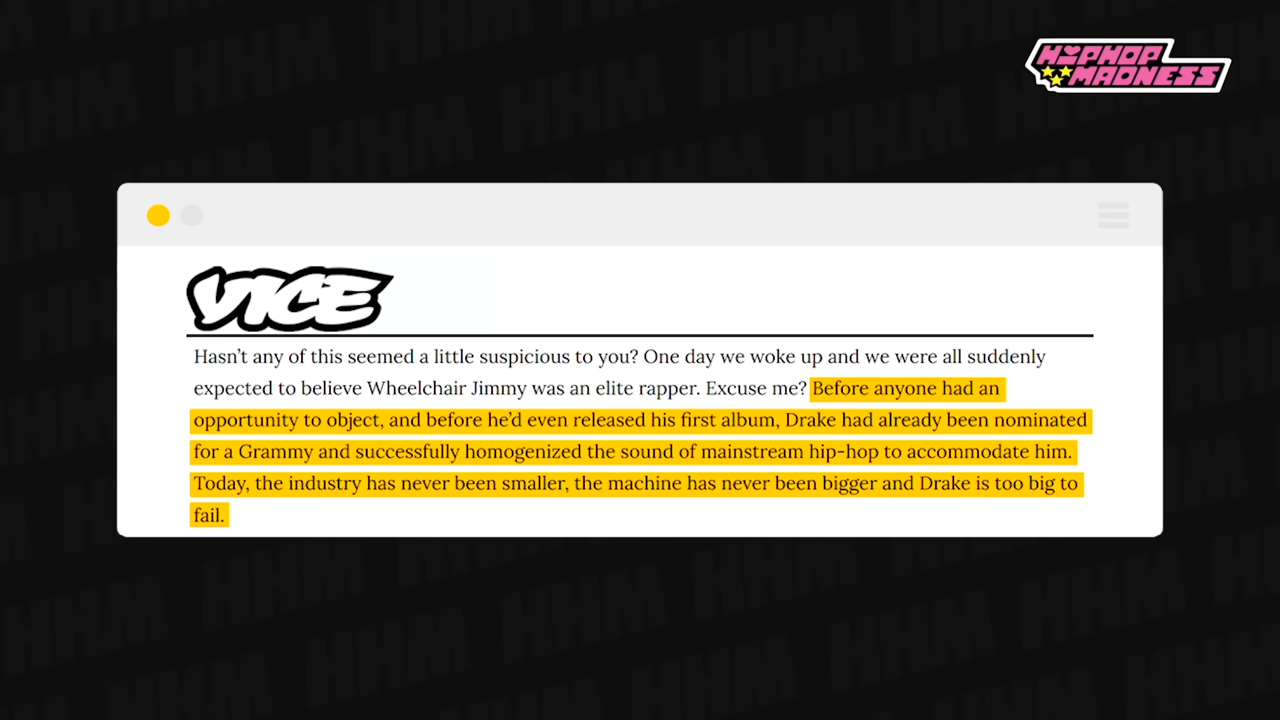 HIPHOP
MADNESS
VICE
Hasn’t any of this seemed a little suspicious to you? One day we woke up and we were all suddenly
expected to believe Wheelchair Jimmy was an elite rapper. Excuse me? Before anyone had an
opportunity to object, and before he’d even released his first album, Drake had already been nominated
for a Grammy and successfully homogenized the sound of mainstream hip-hop to accommodate him.
Today, the industry has never been smaller, the machine has never been bigger and Drake is too big to
fail.